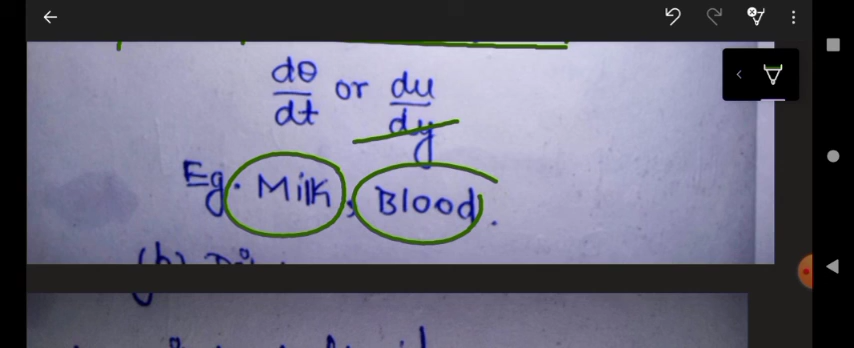 dθ/dt or du/dy
Eg. Milk, Blood.
(b)